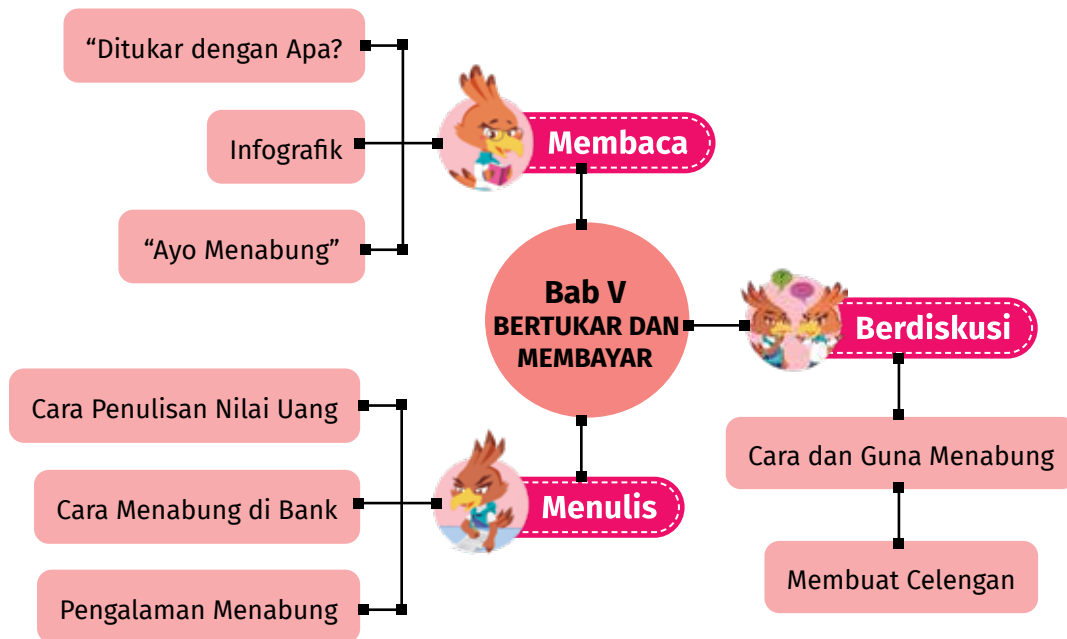 “Ditukar dengan Apa?
Infografik
“Ayo Menabung”
Membaca
Bab V
BERTUKAR DAN
MEMBAYAR
Berdiskusi
Cara dan Guna Menabung
Membuat Celengan
Menulis
Cara Penulisan Nilai Uang
Cara Menabung di Bank
Pengalaman Menabung